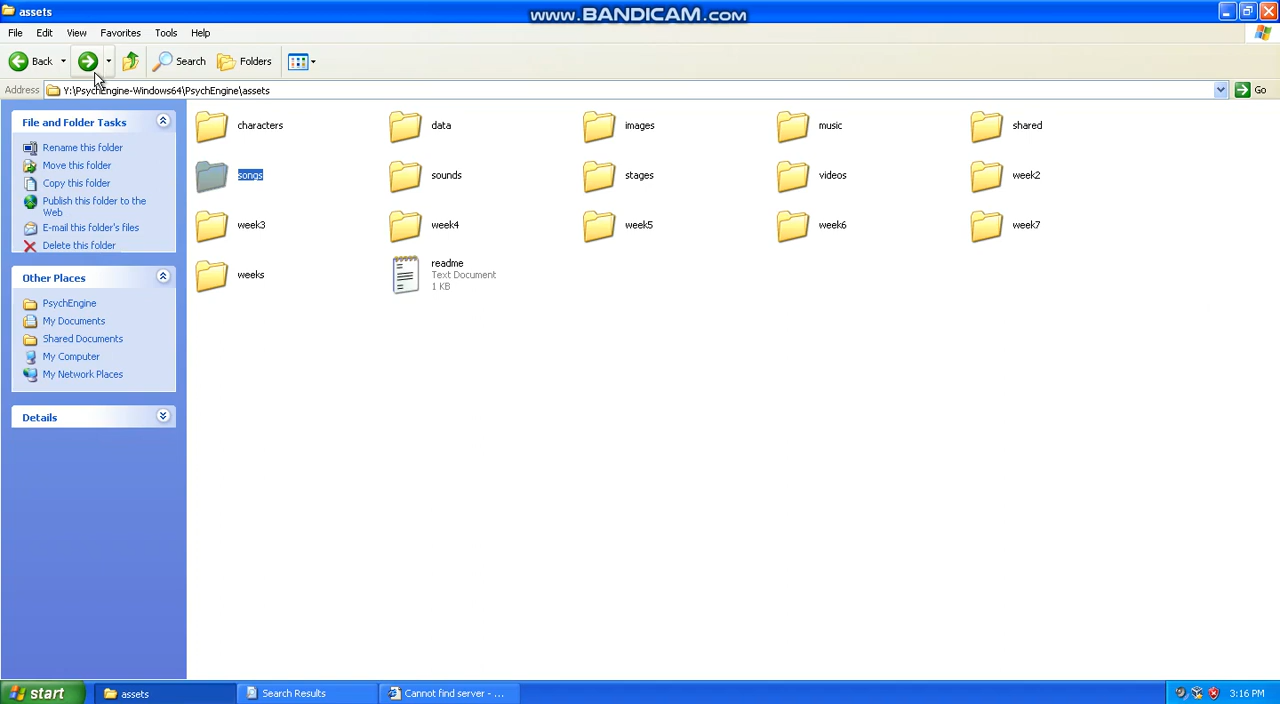 assets
www.BANDICAM.com
File Edit View Favorites Tools Help
Back Search Folders
Address Y:\PsychEngine-Windows64\PsychEngine\assets Go
File and Folder Tasks
Rename this folder
Move this folder
Copy this folder
Publish this folder to the
Web
E-mail this folder's files
Delete this folder
Other Places
PsychEngine
My Documents
Shared Documents
My Computer
My Network Places
Details
characters data images music shared
songs sounds stages videos week2
week3 week4 week5 week6 week7
weeks readme
Text Document
1 KB
start assets Search Results Cannot find server - ... 3:16 PM